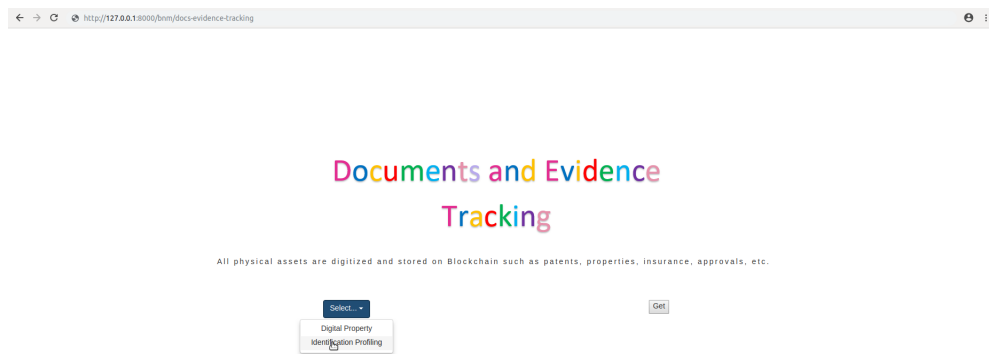 http://127.0.0.1:8000/bnm/docs-evidence-tracking
Documents and Evidence
Tracking
All physical assets are digitized and stored on Blockchain such as patents, properties, insurance, approvals, etc.
Select...
Get
Digital Property
Identification Profiling